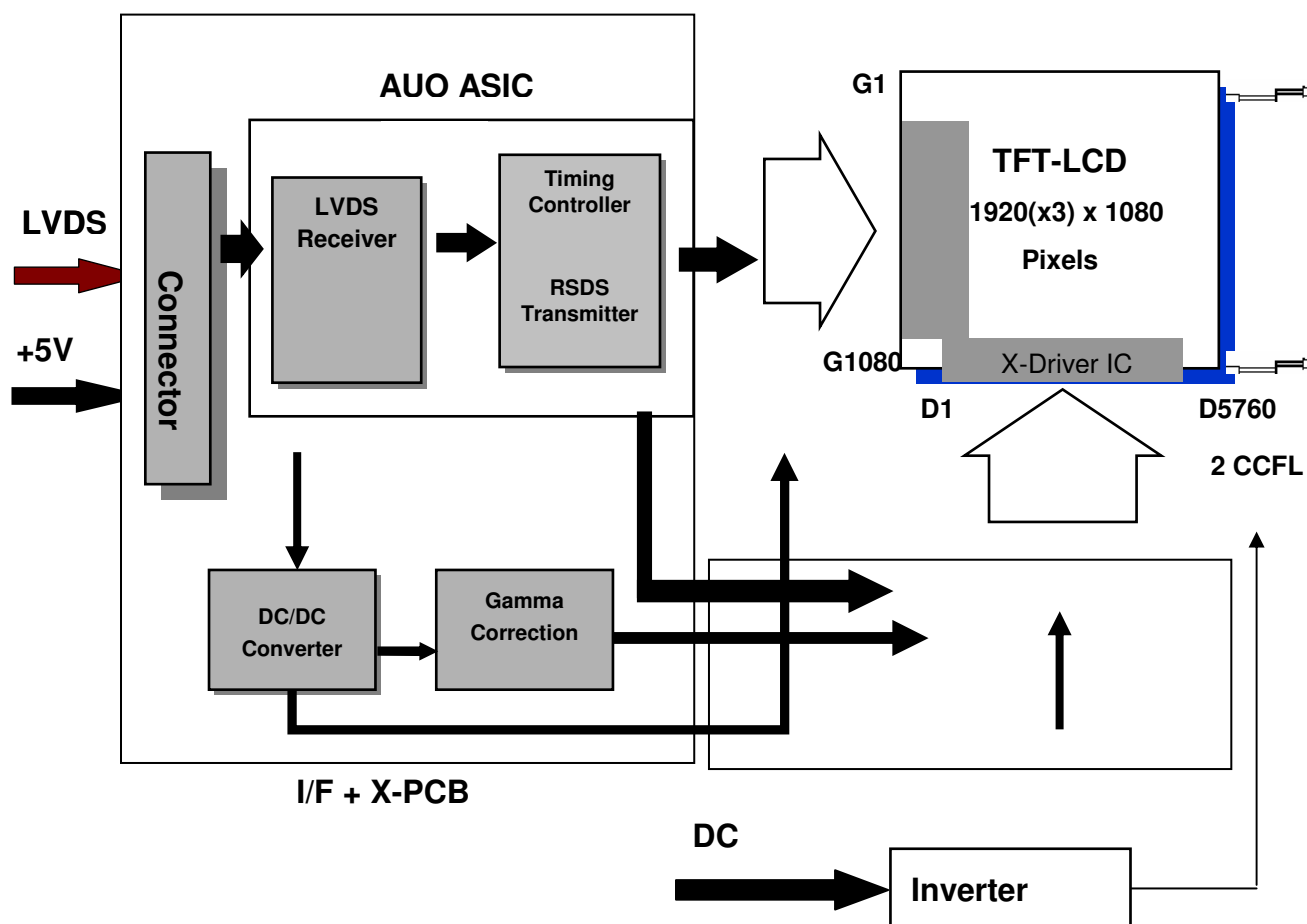 AUO ASIC
G1
TFT-LCD
1920(x3) x 1080
Pixels
LVDS
+5V
Connector
LVDS
Receiver
Timing
Controller
RSDS
Transmitter
G1080
X-Driver IC
D1
D5760
2 CCFL
DC/DC
Converter
Gamma
Correction
I/F + X-PCB
DC
Inverter